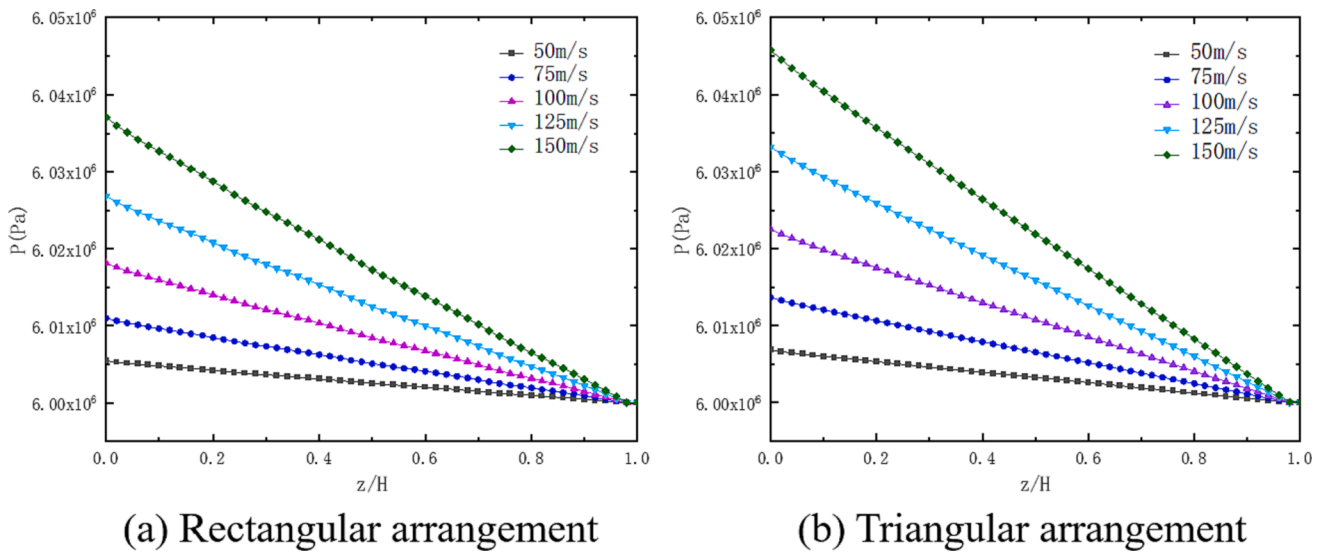 6.05x10⁶
6.04x10⁶
6.03x10⁶
6.02x10⁶
6.01x10⁶
6.00x10⁶
P(Pa)
50m/s
75m/s
100m/s
125m/s
150m/s
0.0 0.2 0.4 0.6 0.8 1.0
z/H
(a) Rectangular arrangement
6.05x10⁶
6.04x10⁶
6.03x10⁶
6.02x10⁶
6.01x10⁶
6.00x10⁶
P(Pa)
50m/s
75m/s
100m/s
125m/s
150m/s
0.0 0.2 0.4 0.6 0.8 1.0
z/H
(b) Triangular arrangement